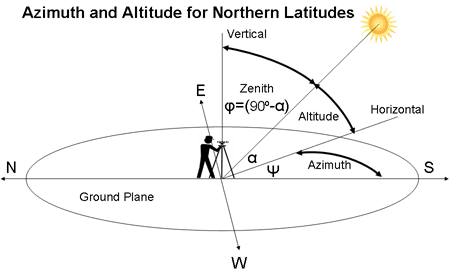 Azimuth and Altitude for Northern Latitudes
Vertical
E
Zenith
φ=(90º-α)
Altitude
Horizontal
N
α
Ψ
Azimuth
S
Ground Plane
W